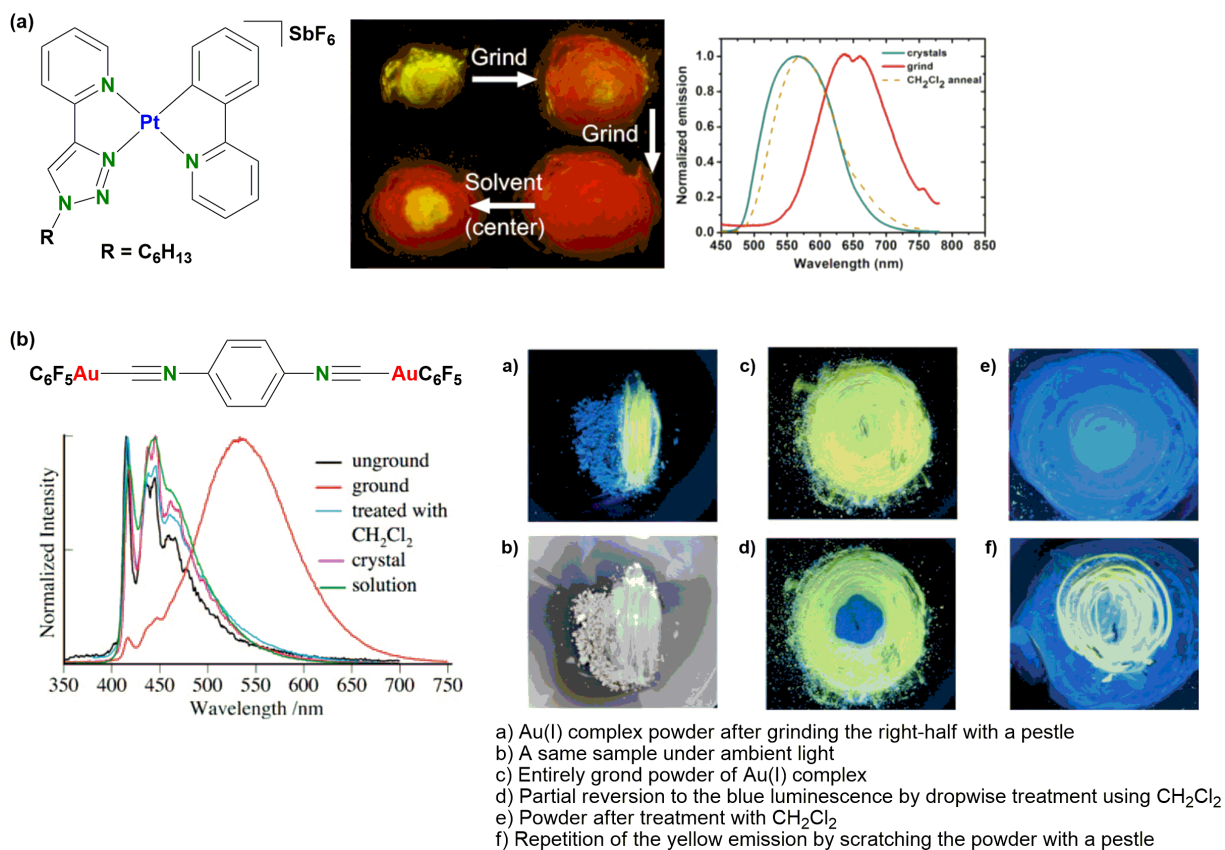 (a)
SbF6
N
Pt
N
N
N
N
R
R = C6H13
Grind
Grind
Solvent
(center)
Normalized emission
1.0
0.8
0.6
0.4
0.2
0.0
crystals
grind
CH2Cl2 anneal
450 500 550 600 650 700 750 800 850
Wavelength (nm)
(b)
C6F5Au N N AuC6F5
Normalized Intensity
unground
ground
treated with
CH2Cl2
crystal
solution
350 400 450 500 550 600 650 700 750
Wavelength /nm
a)
c)
e)
b)
d)
f)
a) Au(I) complex powder after grinding the right-half with a pestle
b) A same sample under ambient light
c) Entirely grond powder of Au(I) complex
d) Partial reversion to the blue luminescence by dropwise treatment using CH2Cl2
e) Powder after treatment with CH2Cl2
f) Repetition of the yellow emission by scratching the powder with a pestle